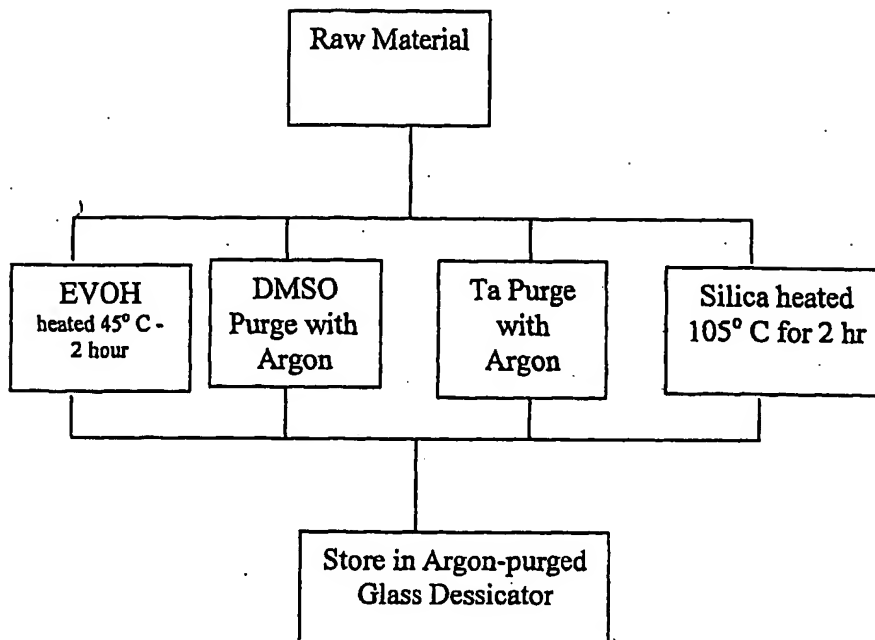 Raw Material
EVOH
heated 45° C -
2 hour
DMSO
Purge with
Argon
Ta Purge
with
Argon
Silica heated
105° C for 2 hr
Store in Argon-purged
Glass Dessicator